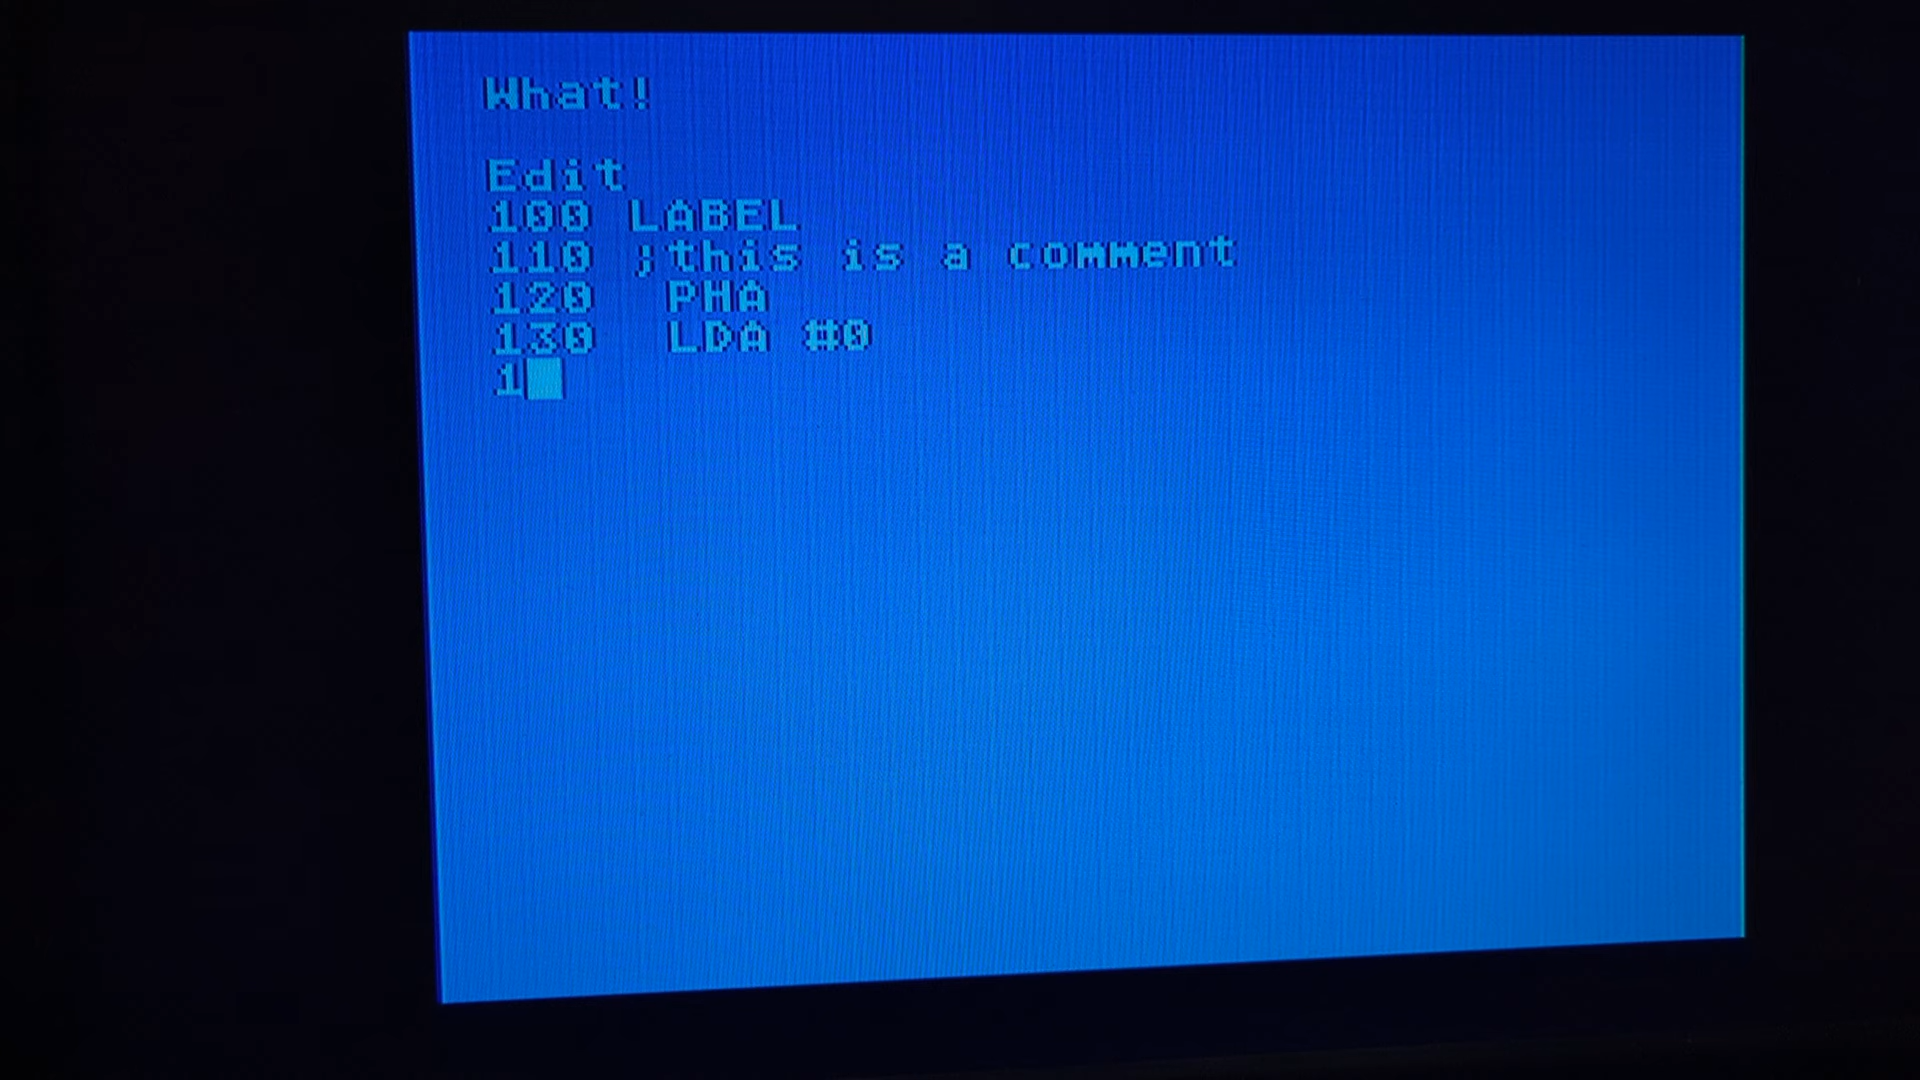 What!
Edit
100 LABEL
110 ;this is a comment
120  PHA
130  LDA #0
1